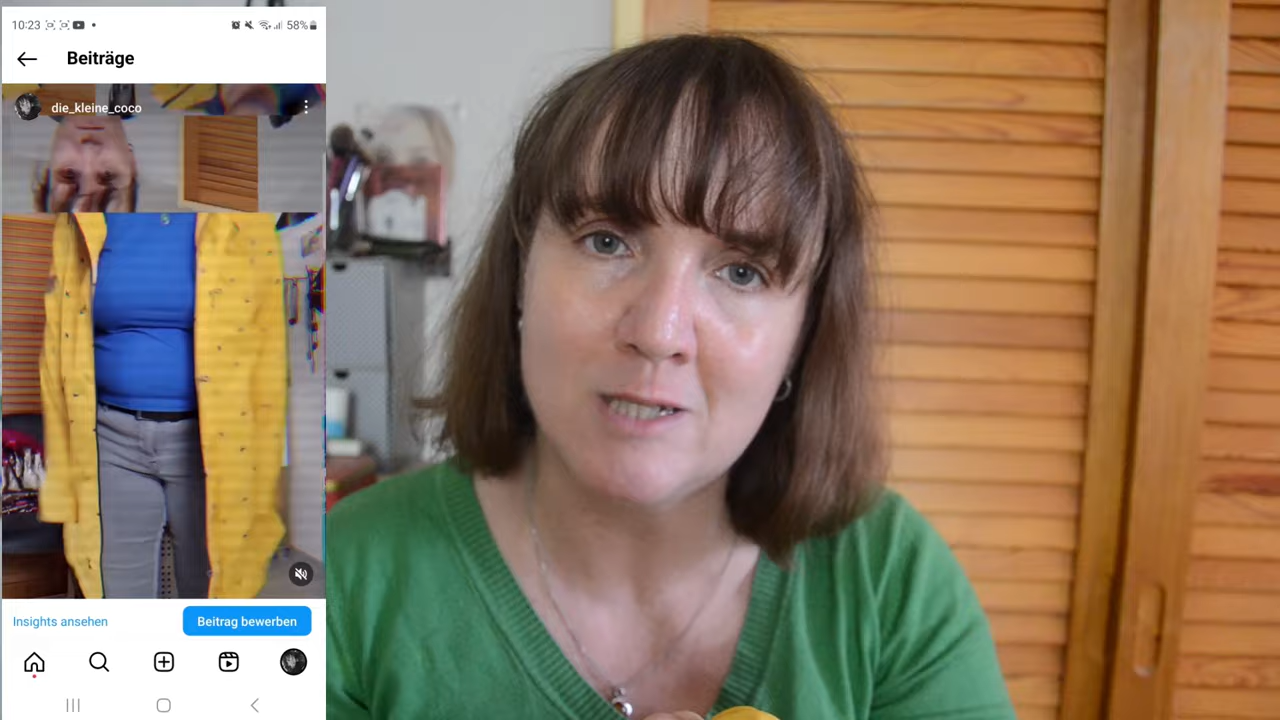 10:23
58%
Beiträge
die_kleine_coco
Insights ansehen
Beitrag bewerben